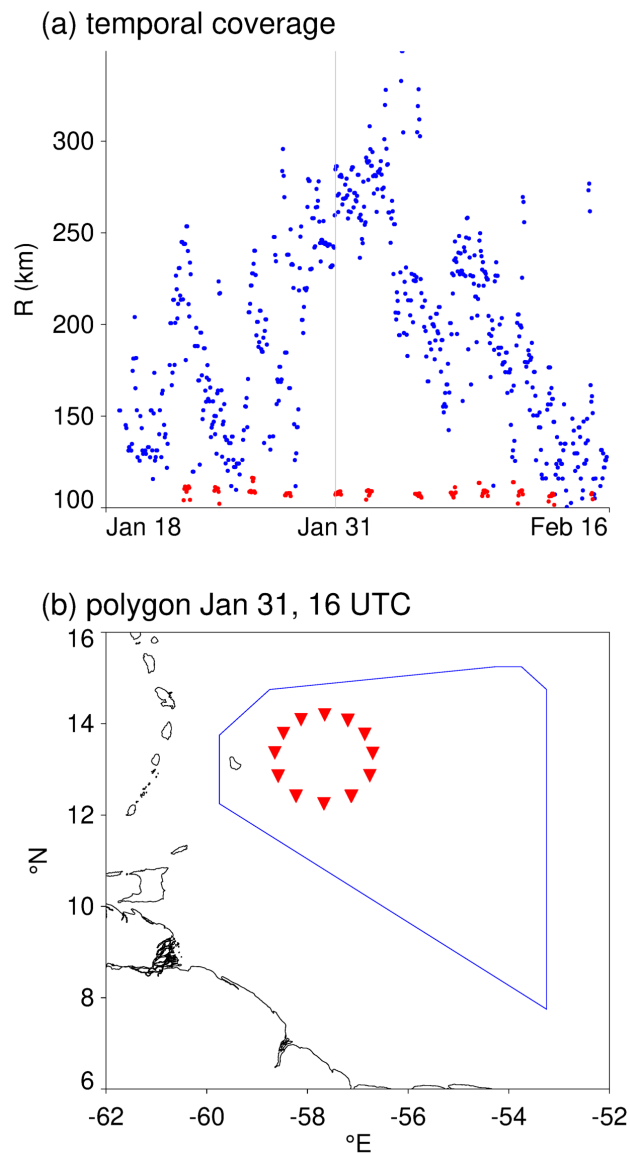 (a) temporal coverage
R (km)
300
250
200
150
100
Jan 18 Jan 31 Feb 16
(b) polygon Jan 31, 16 UTC
°N
16
14
12
10
8
6
-62 -60 -58 -56 -54 -52
°E